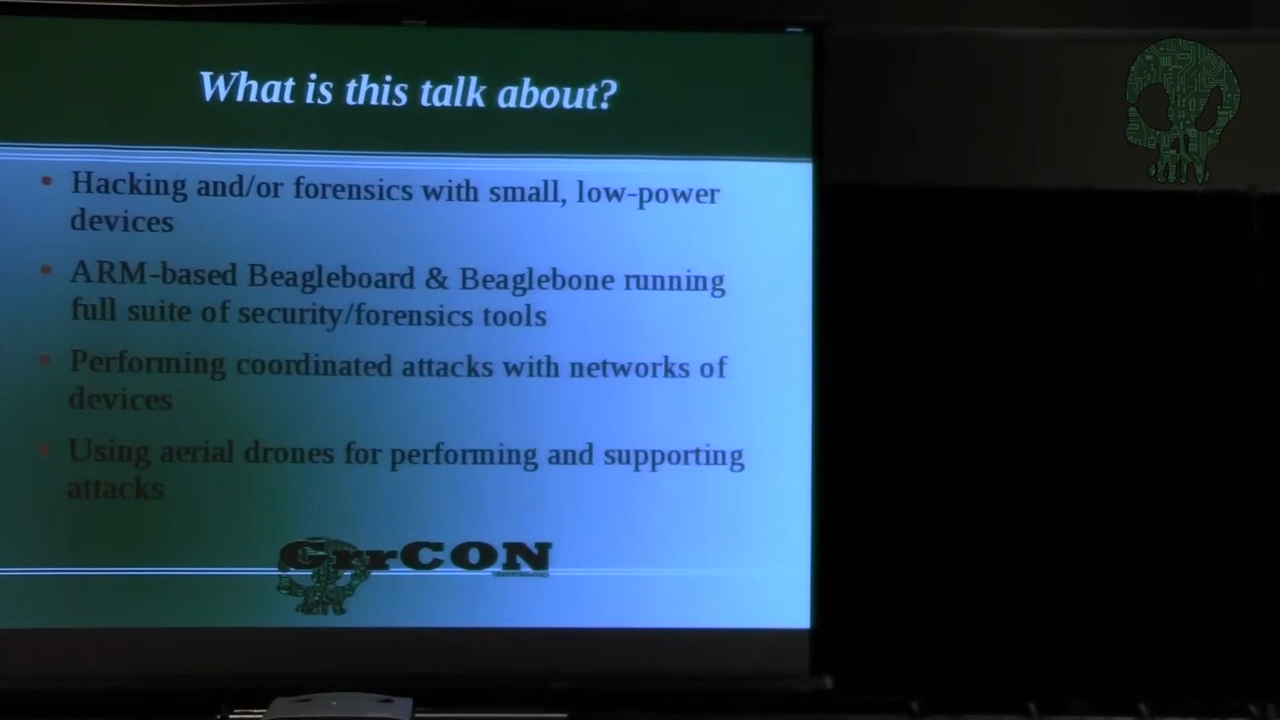 What is this talk about?
Hacking and/or forensics with small, low-power
devices
ARM-based Beagleboard & Beaglebone running
full suite of security/forensics tools
Performing coordinated attacks with networks of
devices
Using aerial drones for performing and supporting
attacks
GrrCON